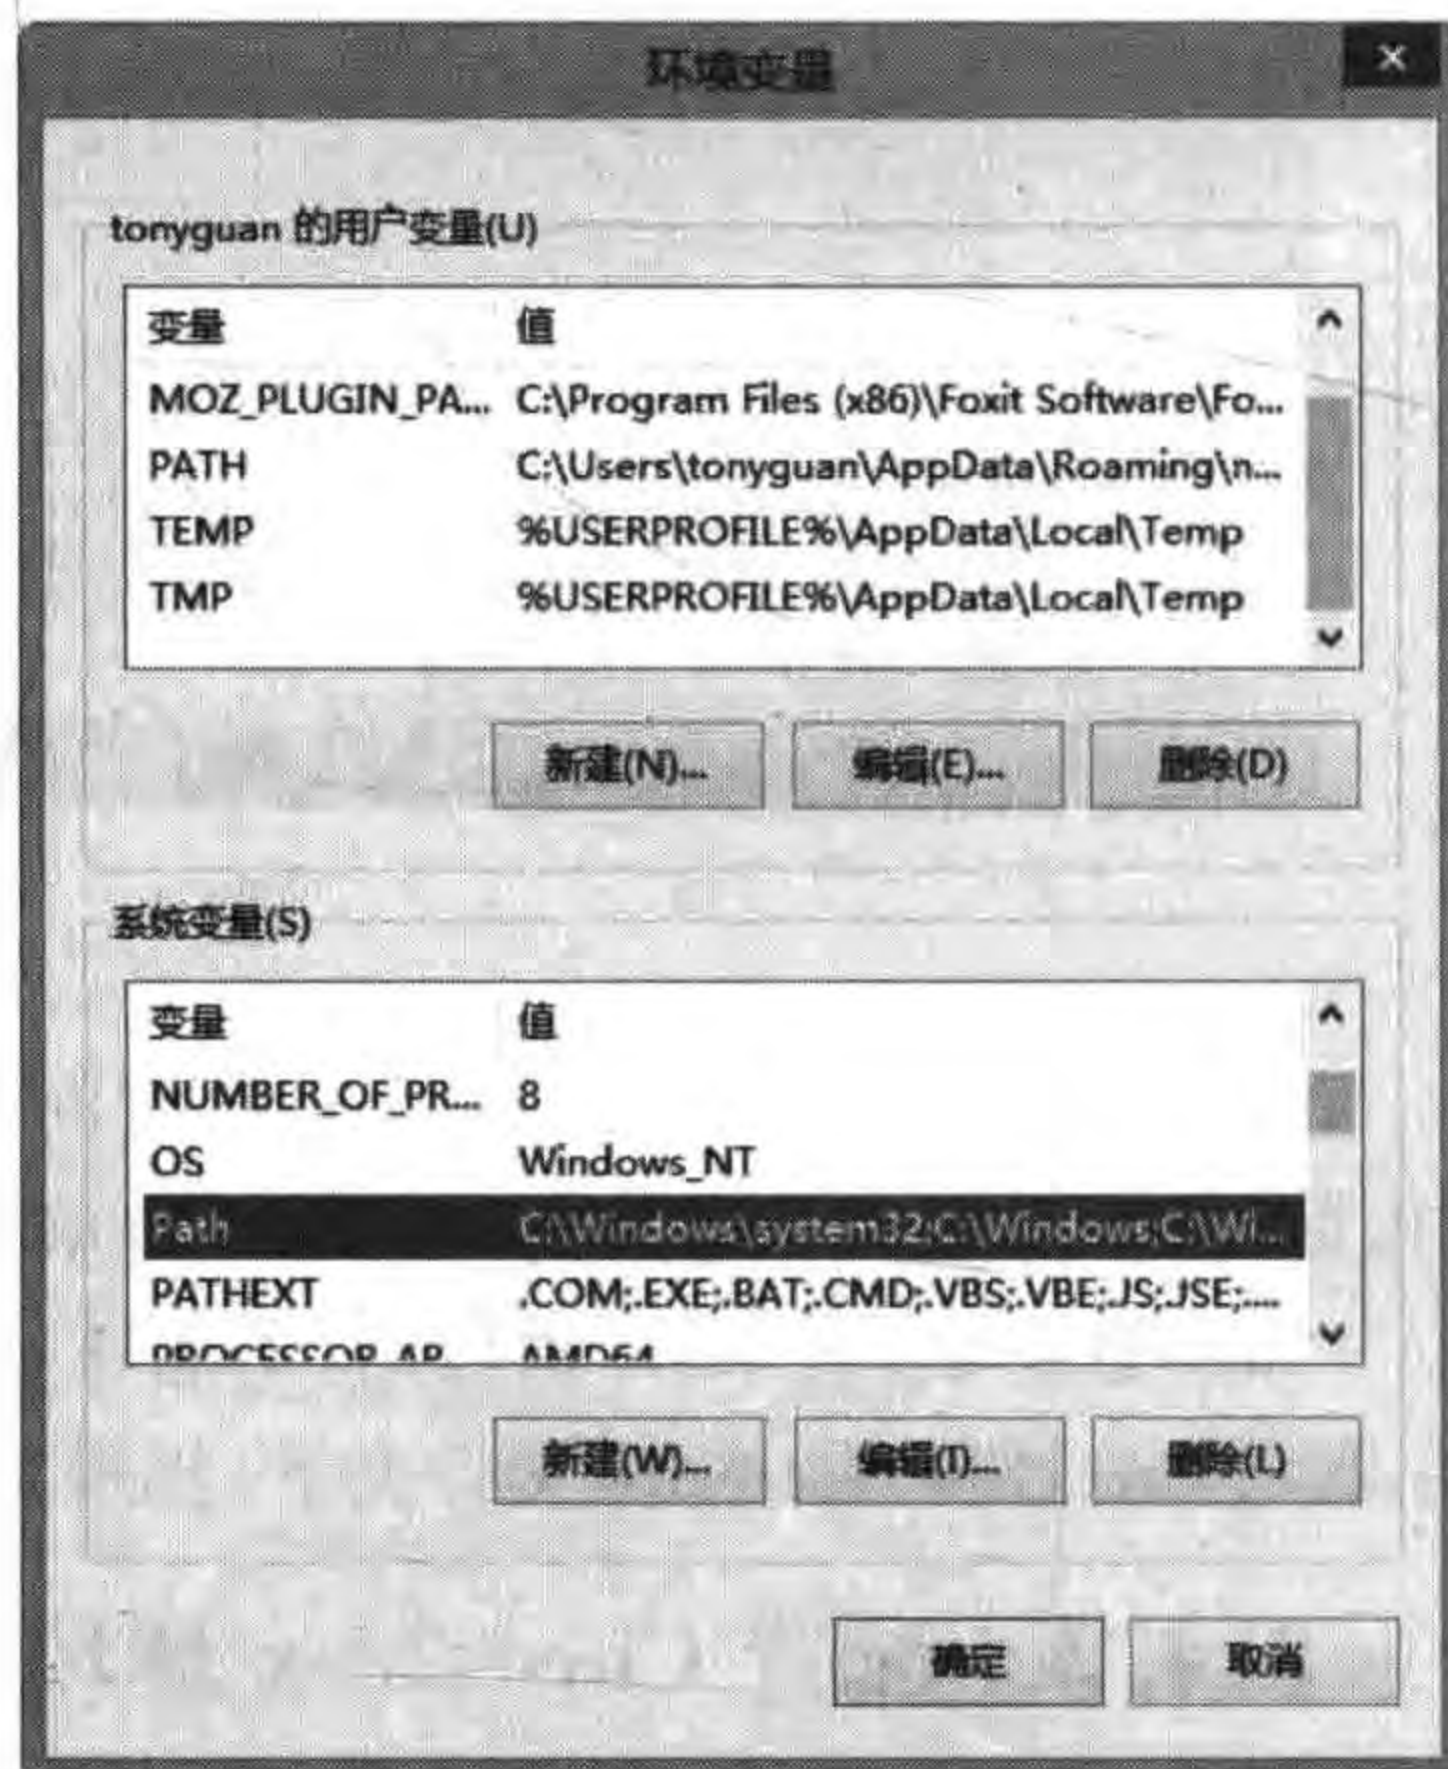 环境变量
tonyguan 的用户变量(U)
变量 值
MOZ_PLUGIN_PA... C:\Program Files (x86)\Foxit Software\Fo...
PATH C:\Users\tonyguan\AppData\Roaming\n...
TEMP %USERPROFILE%\AppData\Local\Temp
TMP %USERPROFILE%\AppData\Local\Temp
新建(N)... 编辑(E)... 删除(D)
系统变量(S)
变量 值
NUMBER_OF_PR... 8
OS Windows_NT
Path C:\Windows\system32;C:\Windows;C:\Wi...
PATHEXT .COM;.EXE;.BAT;.CMD;.VBS;.VBE;.JS;.JSE;....
PROCESSOR_AR... AMD64
新建(W)... 编辑(I)... 删除(L)
确定 取消